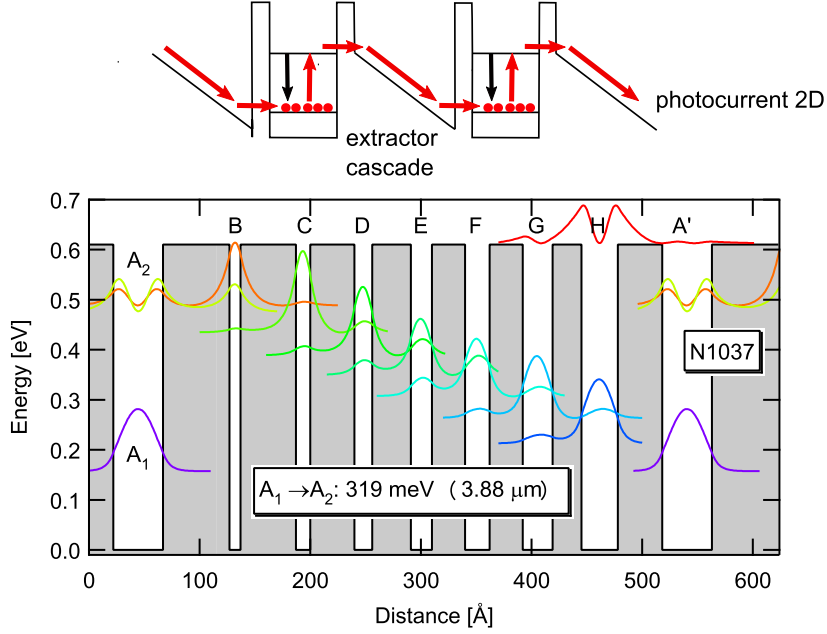 photocurrent 2D
extractor
cascade
0.7
0.6
0.5
0.4
0.3
0.2
0.1
0.0
Energy [eV]
B C D E F G H A'
A₂
A₁
N1037
A₁ →A₂: 319 meV ( 3.88 μm)
0 100 200 300 400 500 600
Distance [Å]